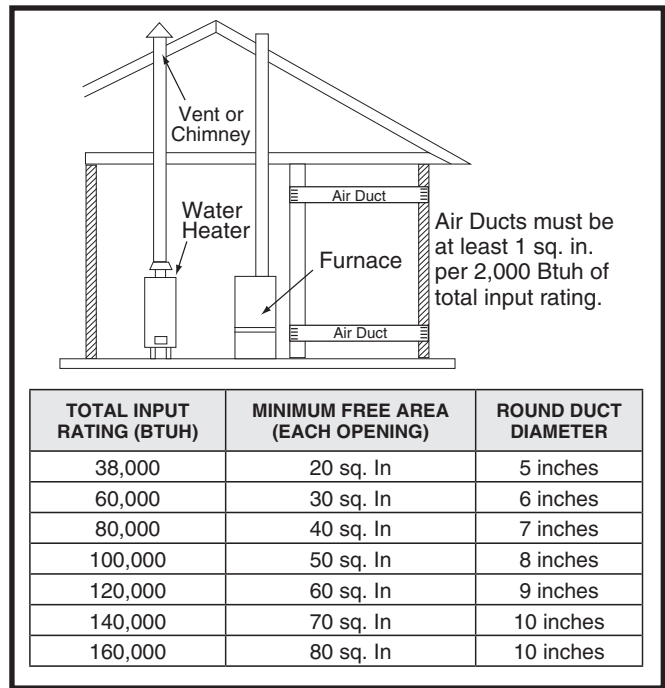 Vent or
Chimney
Air Duct
Water
Heater
Air Ducts must be
at least 1 sq. in.
per 2,000 Btuh of
total input rating.
Furnace
Air Duct
TOTAL INPUT RATING (BTUH) MINIMUM FREE AREA (EACH OPENING) ROUND DUCT DIAMETER
38,000 20 sq. In 5 inches
60,000 30 sq. In 6 inches
80,000 40 sq. In 7 inches
100,000 50 sq. In 8 inches
120,000 60 sq. In 9 inches
140,000 70 sq. In 10 inches
160,000 80 sq. In 10 inches